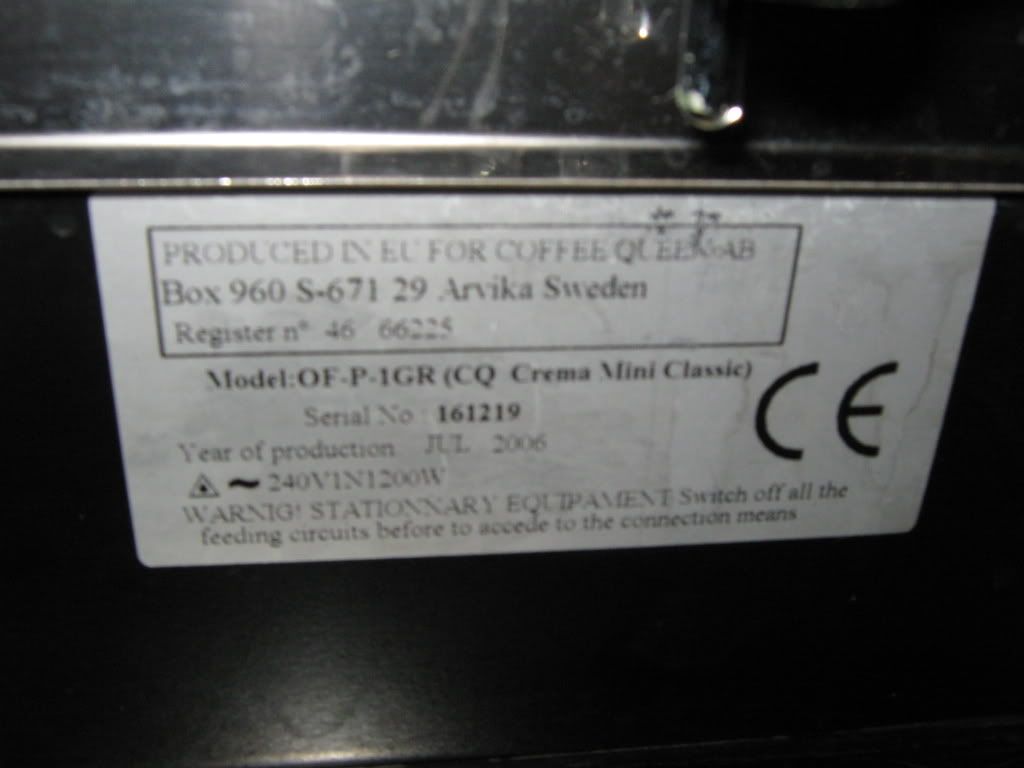 PRODUCED IN EU FOR COFFEE QUEEN AB
Box 960 S-671 29 Arvika Sweden
Register n° 46 66225
Model:OF-P-1GR (CQ Crema Mini Classic)
Serial No : 161219
Year of production JUL 2006
~ 240V1N1200W
WARNIG! STATIONNARY EQUIPAMENT Switch off all the
feeding circuits before to accede to the connection means
CE